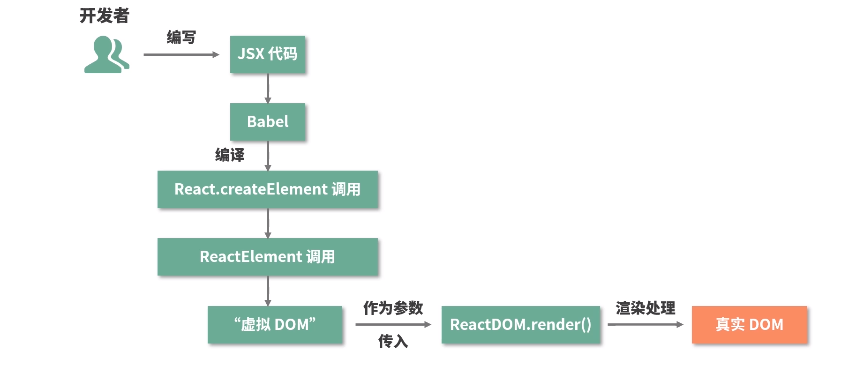 开发者
编写
JSX 代码
Babel
编译
React.createElement 调用
ReactElement 调用
“虚拟 DOM”
作为参数
传入
ReactDOM.render()
渲染处理
真实 DOM